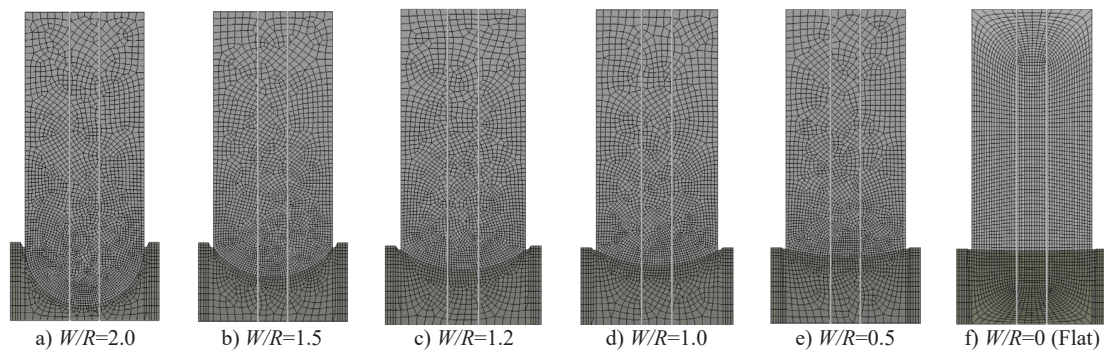 a) W/R=2.0
b) W/R=1.5
c) W/R=1.2
d) W/R=1.0
e) W/R=0.5
f) W/R=0 (Flat)